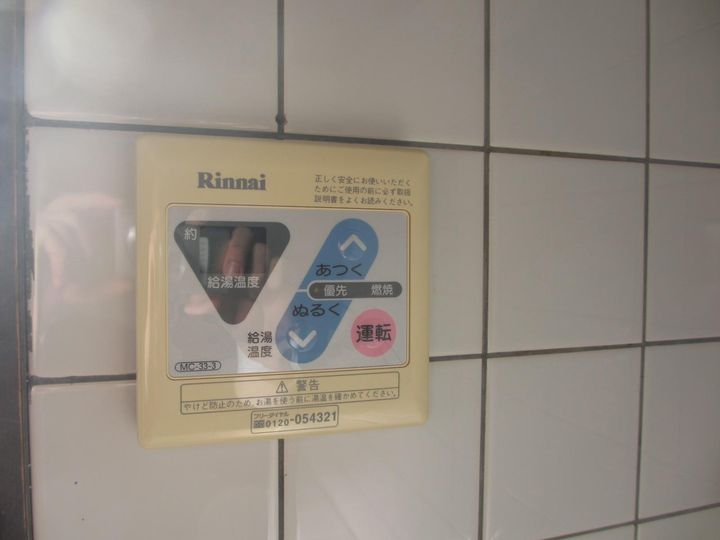 Rinnai
正しく安全にお使いいただく
ためにご使用の前に必ず取扱
説明書をよくお読みください。
約
給湯温度
あつく
優先 燃焼
ぬるく
給湯
温度
運転
MC-33-3
⚠ 警告
やけど防止のため、お湯を使う前に湯温を確かめてください。
フリーダイヤル
0120-054321